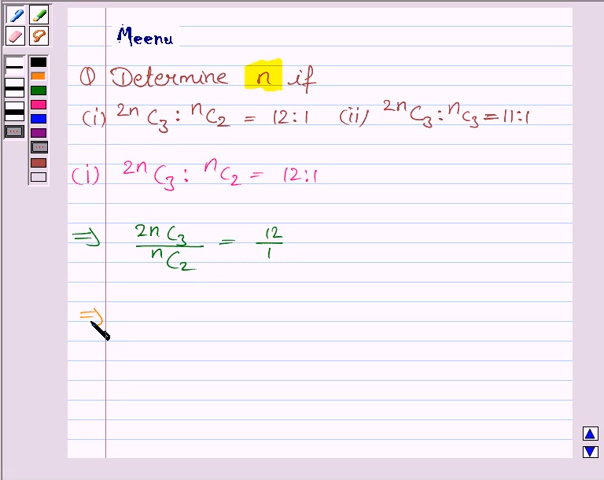 Meenu
Q Determine n if
(i) ²ⁿC₃ : ⁿC₂ = 12:1 (ii) ²ⁿC₃ : ⁿC₃ = 11:1
(i) ²ⁿC₃ : ⁿC₂ = 12:1
⇒ ²ⁿC₃ / ⁿC₂ = 12/1
⇒